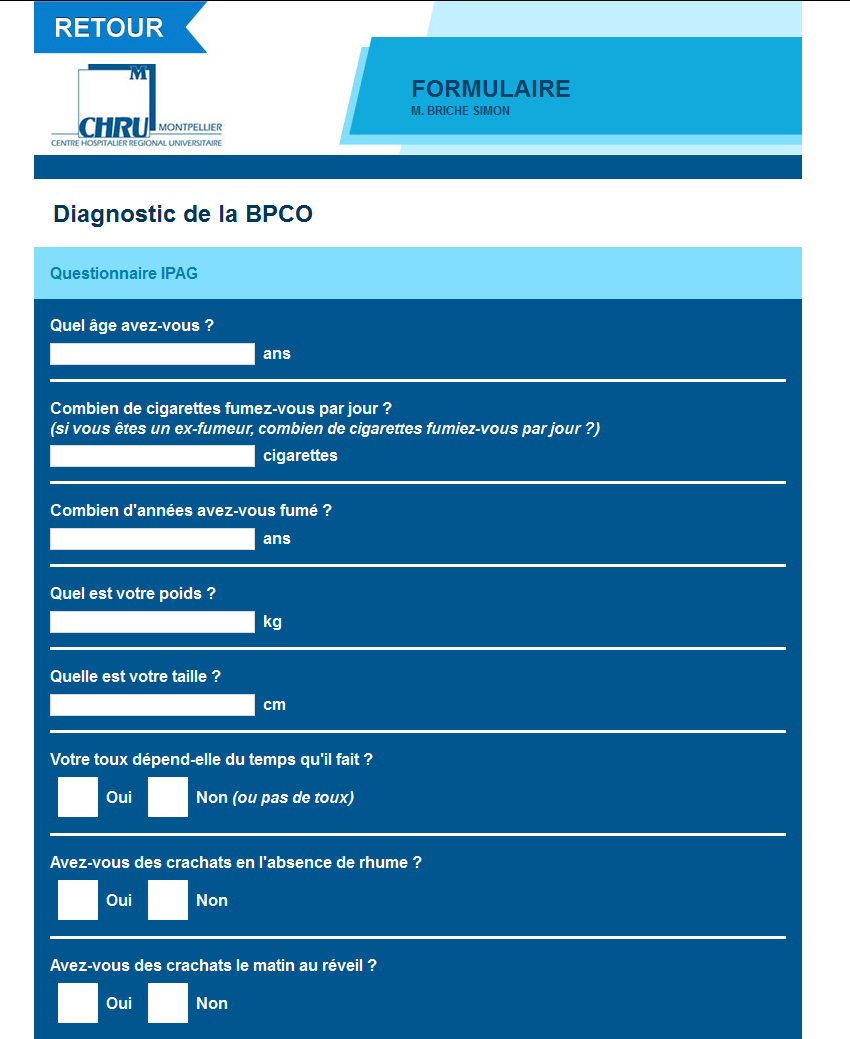 RETOUR
M
CHRU MONTPELLIER
CENTRE HOSPITALIER REGIONAL UNIVERSITAIRE
FORMULAIRE
M. BRICHE SIMON
Diagnostic de la BPCO
Questionnaire IPAG
Quel âge avez-vous ?
ans
Combien de cigarettes fumez-vous par jour ?
(si vous êtes un ex-fumeur, combien de cigarettes fumiez-vous par jour ?)
cigarettes
Combien d'années avez-vous fumé ?
ans
Quel est votre poids ?
kg
Quelle est votre taille ?
cm
Votre toux dépend-elle du temps qu'il fait ?
Oui Non (ou pas de toux)
Avez-vous des crachats en l'absence de rhume ?
Oui Non
Avez-vous des crachats le matin au réveil ?
Oui Non